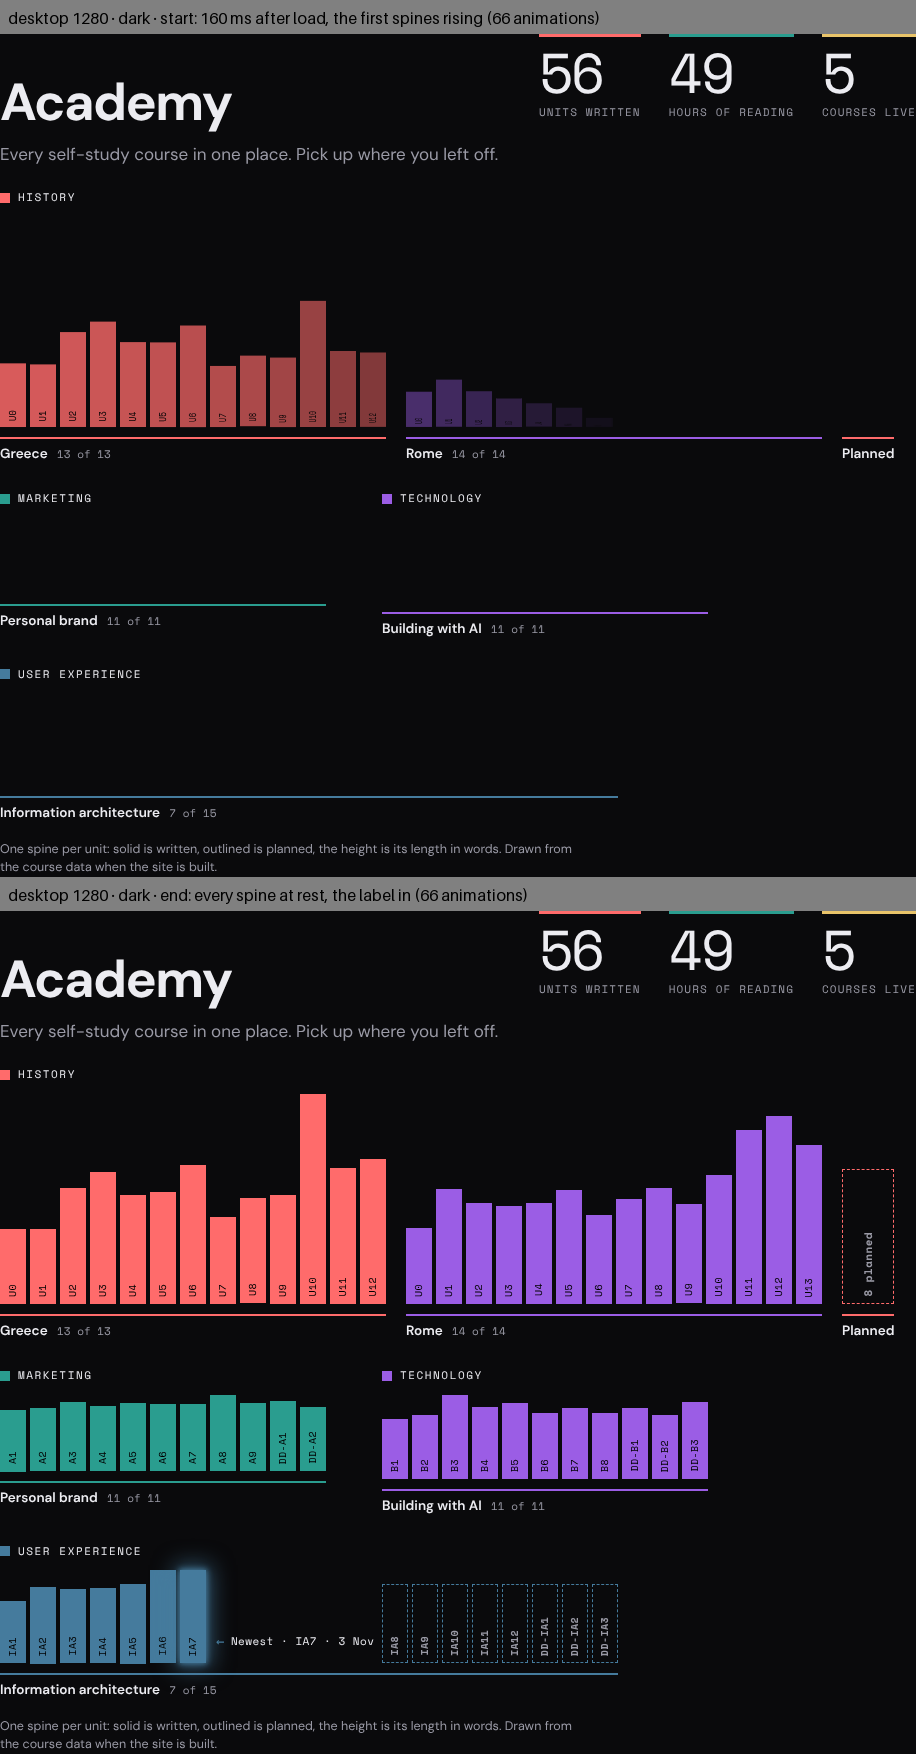 desktop 1280 · dark · start: 160 ms after load, the first spines rising (66 animations)
56 49 5
UNITS WRITTEN HOURS OF READING COURSES LIVE
Academy
Every self-study course in one place. Pick up where you left off.
HISTORY
U0 U1 U2 U3 U4 U5 U6 U7 U8 U9 U10 U11 U12
Greece 13 of 13
Rome 14 of 14
Planned
MARKETING
TECHNOLOGY
Personal brand 11 of 11
Building with AI 11 of 11
USER EXPERIENCE
Information architecture 7 of 15
One spine per unit: solid is written, outlined is planned, the height is its length in words. Drawn from
the course data when the site is built.
desktop 1280 · dark · end: every spine at rest, the label in (66 animations)
56 49 5
UNITS WRITTEN HOURS OF READING COURSES LIVE
Academy
Every self-study course in one place. Pick up where you left off.
HISTORY
U0 U1 U2 U3 U4 U5 U6 U7 U8 U9 U10 U11 U12
U0 U1 U2 U3 U4 U5 U6 U7 U8 U9 U10 U11 U12 U13
8 planned
Greece 13 of 13
Rome 14 of 14
Planned
MARKETING
TECHNOLOGY
A1 A2 A3 A4 A5 A6 A7 A8 A9 DD-A1 DD-A2
B1 B2 B3 B4 B5 B6 B7 B8 DD-B1 DD-B2 DD-B3
Personal brand 11 of 11
Building with AI 11 of 11
USER EXPERIENCE
IA1 IA2 IA3 IA4 IA5 IA6 IA7
← Newest · IA7 · 3 Nov
IA8 IA9 IA10 IA11 IA12 DD-IA1 DD-IA2 DD-IA3
Information architecture 7 of 15
One spine per unit: solid is written, outlined is planned, the height is its length in words. Drawn from
the course data when the site is built.